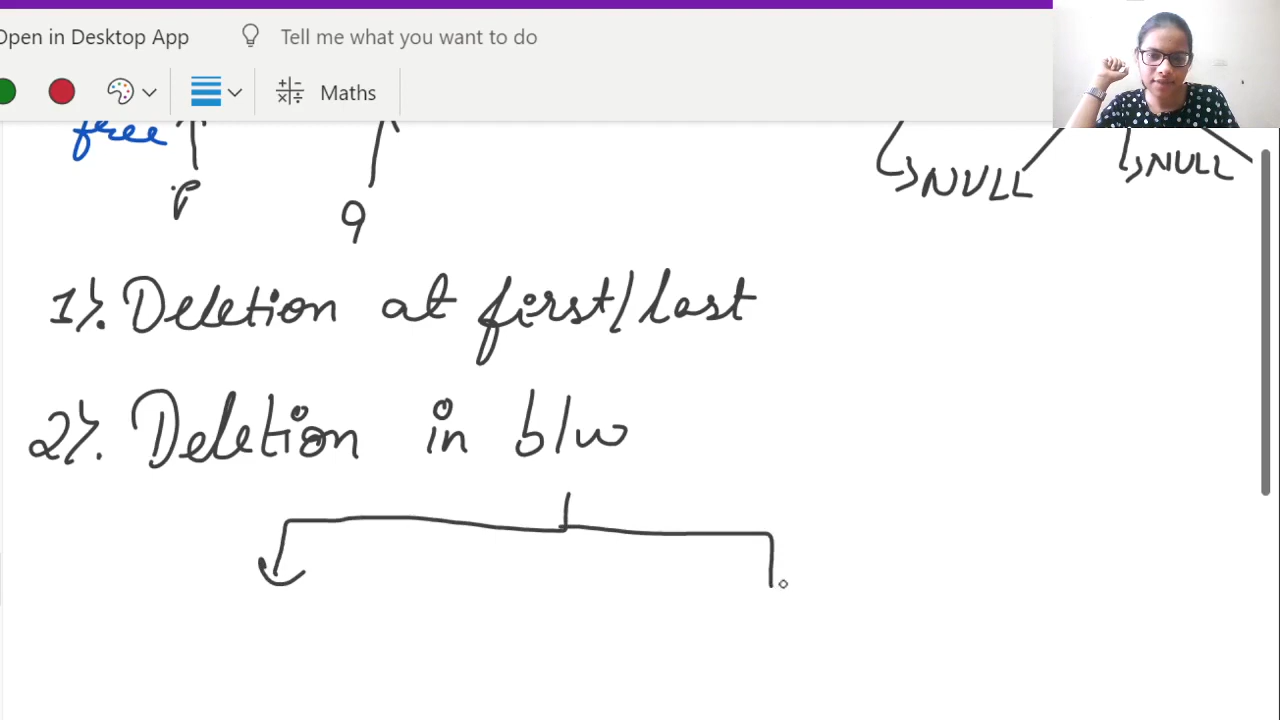 Open in Desktop App Tell me what you want to do
Maths
free
p
q
NULL NULL
1). Deletion at first/last
2). Deletion in b/w